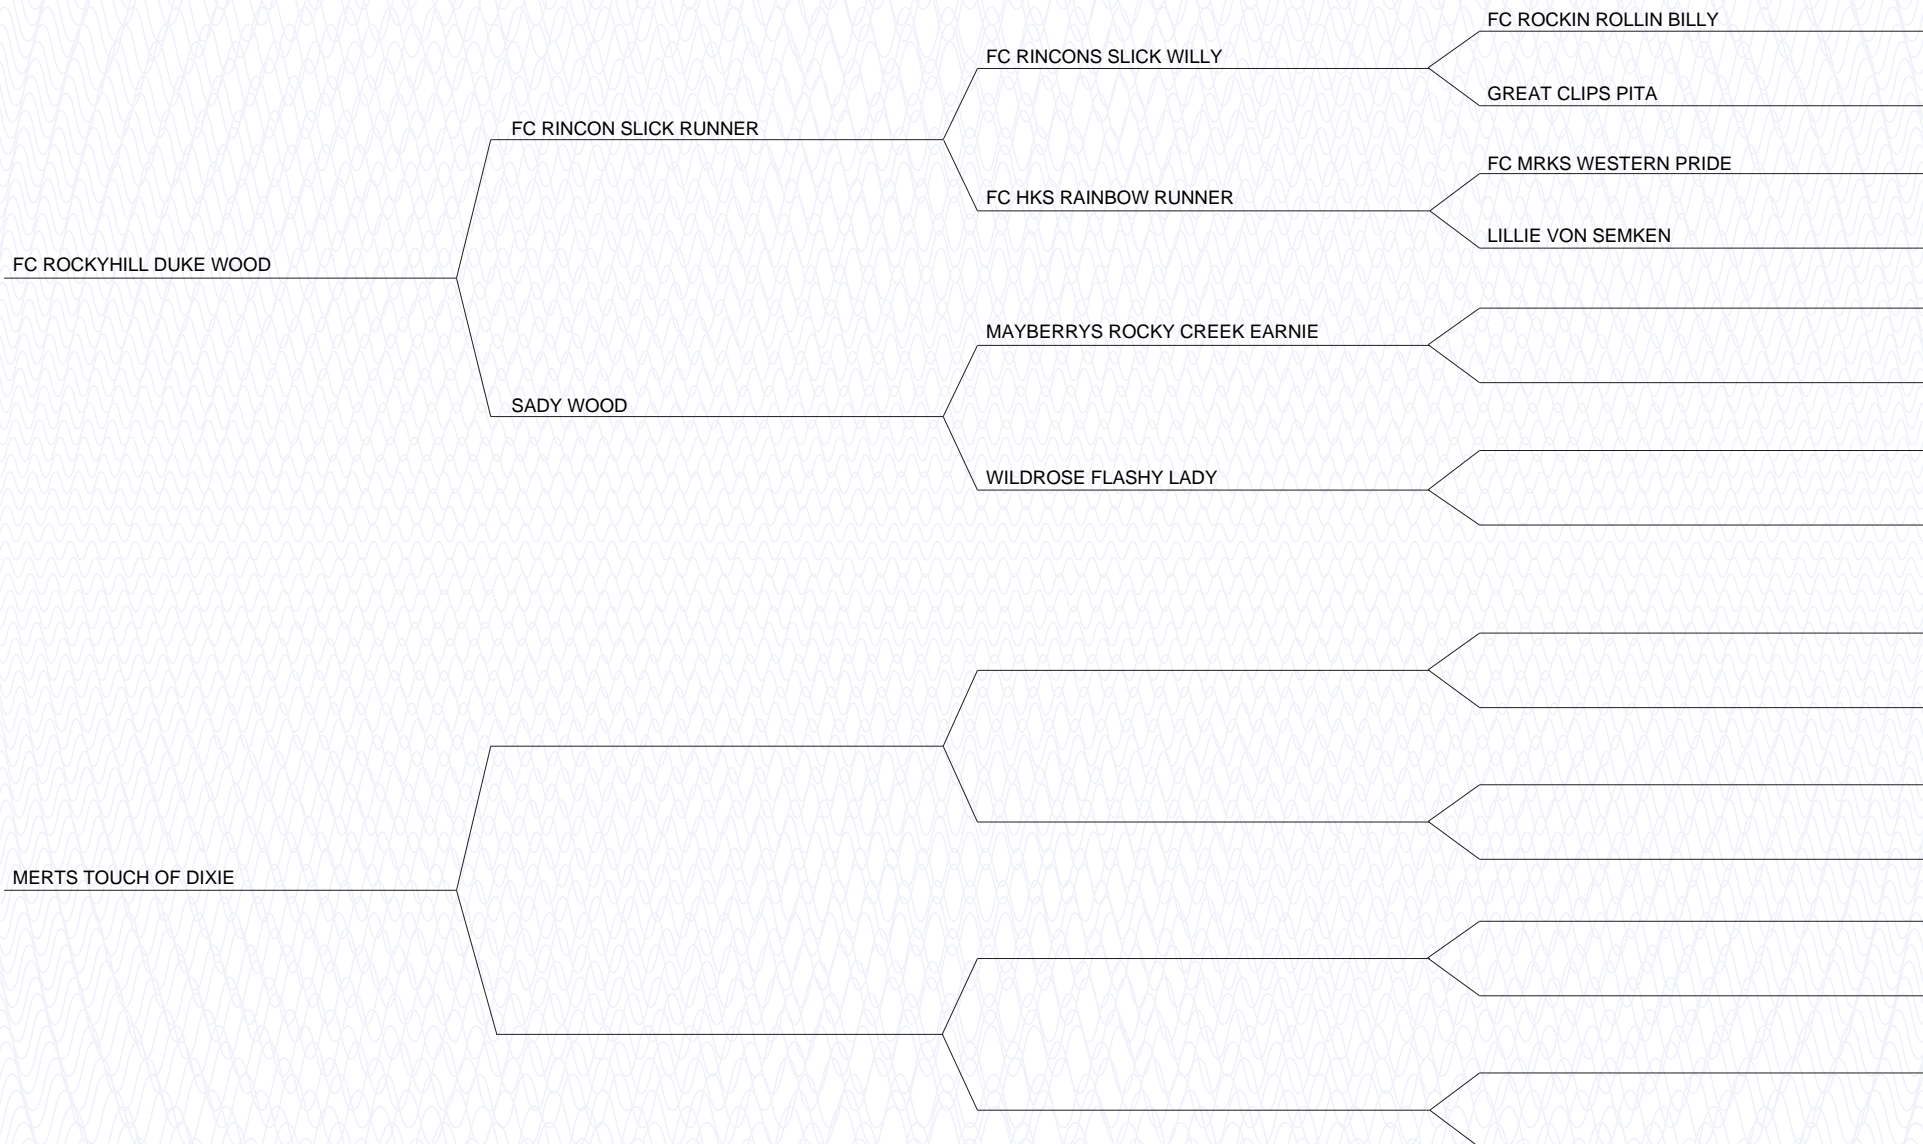 FC ROCKIN ROLLIN BILLY
FC RINCONS SLICK WILLY
GREAT CLIPS PITA
FC RINCON SLICK RUNNER
FC MRKS WESTERN PRIDE
FC HKS RAINBOW RUNNER
LILLIE VON SEMKEN
FC ROCKYHILL DUKE WOOD
MAYBERRYS ROCKY CREEK EARNIE
SADY WOOD
WILDROSE FLASHY LADY
MERTS TOUCH OF DIXIE